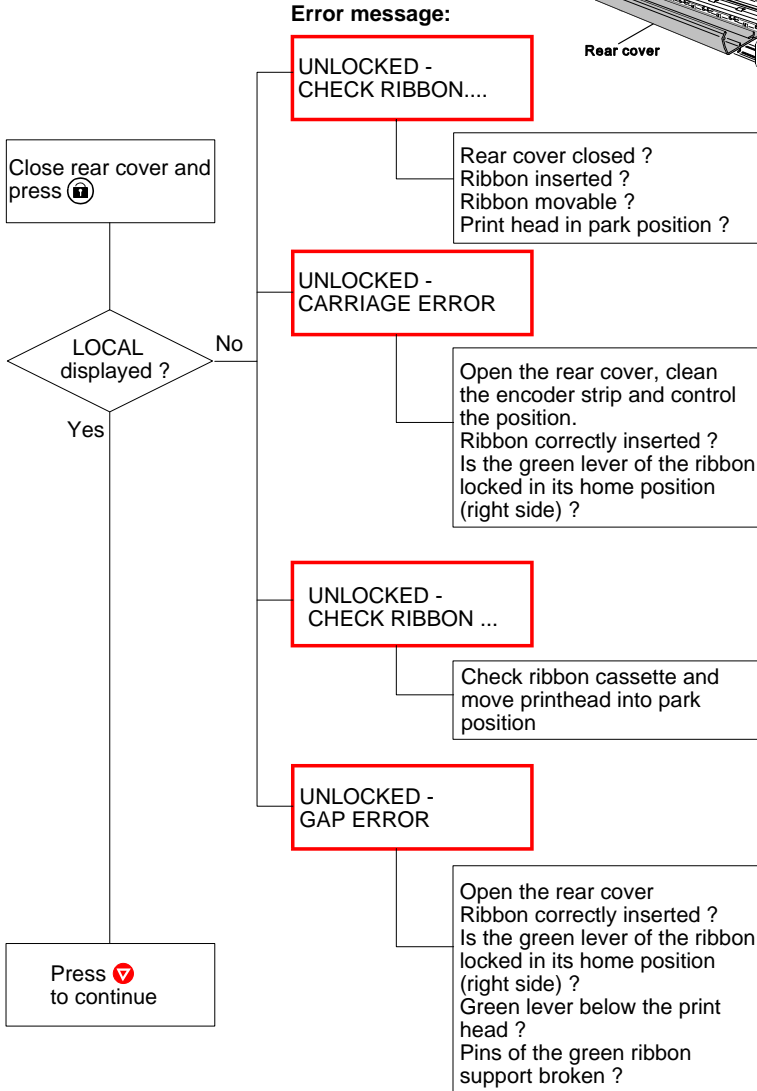 Error message:
Rear cover
UNLOCKED -
CHECK RIBBON....
Close rear cover and
press
Rear cover closed ?
Ribbon inserted ?
Ribbon movable ?
Print head in park position ?
UNLOCKED -
CARRIAGE ERROR
LOCAL
displayed ?
No
Yes
Open the rear cover, clean
the encoder strip and control
the position.
Ribbon correctly inserted ?
Is the green lever of the ribbon
locked in its home position
(right side) ?
UNLOCKED -
CHECK RIBBON ...
Check ribbon cassette and
move printhead into park
position
UNLOCKED -
GAP ERROR
Open the rear cover
Ribbon correctly inserted ?
Is the green lever of the ribbon
locked in its home position
(right side) ?
Green lever below the print
head ?
Pins of the green ribbon
support broken ?
Press
to continue